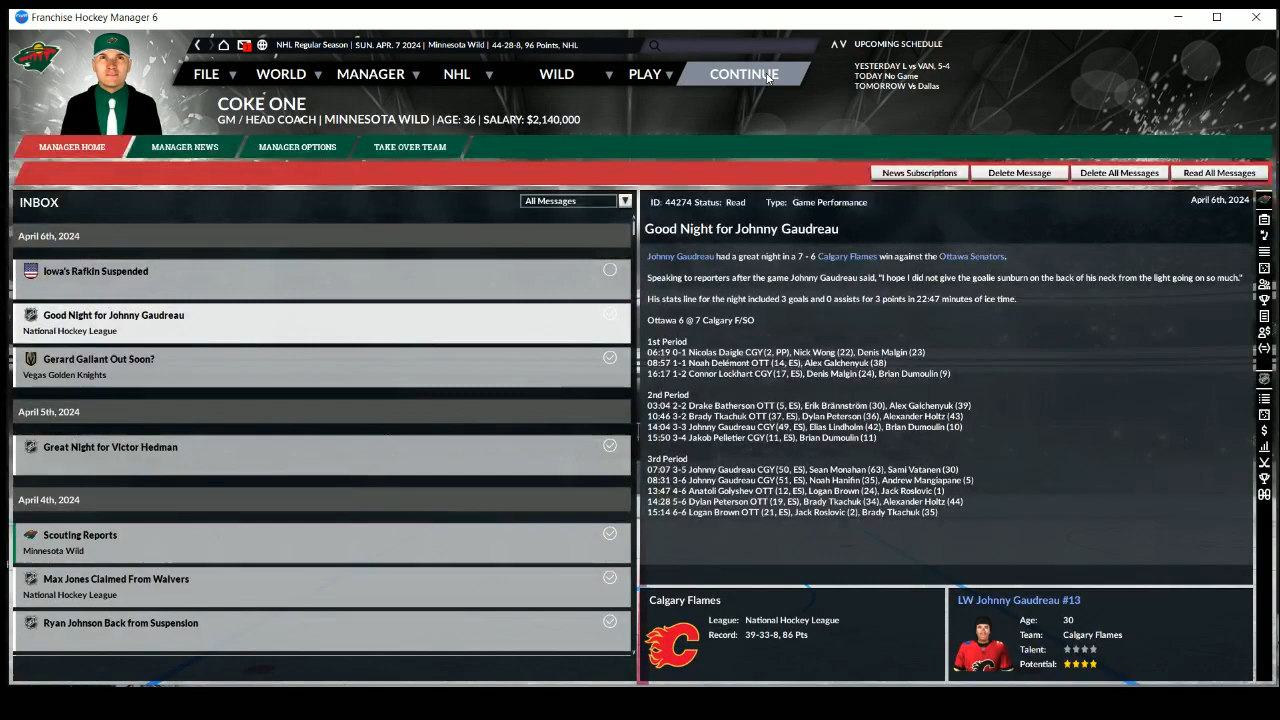 Franchise Hockey Manager 6
NHL Regular Season | SUN. APR. 7 2024 | Minnesota Wild | 44-28-8, 96 Points, NHL
FILE WORLD MANAGER NHL WILD PLAY CONTINUE
COKE ONE
GM / HEAD COACH | MINNESOTA WILD | AGE: 36 | SALARY: $2,140,000
UPCOMING SCHEDULE
YESTERDAY L vs VAN, 5-4
TODAY No Game
TOMORROW Vs Dallas
MANAGER HOME MANAGER NEWS MANAGER OPTIONS TAKE OVER TEAM
News Subscriptions Delete Message Delete All Messages Read All Messages
INBOX All Messages
April 6th, 2024
Iowa's Rafkin Suspended
Good Night for Johnny Gaudreau
National Hockey League
Gerard Gallant Out Soon?
Vegas Golden Knights
April 5th, 2024
Great Night for Victor Hedman
April 4th, 2024
Scouting Reports
Minnesota Wild
Max Jones Claimed From Waivers
National Hockey League
Ryan Johnson Back from Suspension
ID: 44274 Status: Read Type: Game Performance April 6th, 2024
Good Night for Johnny Gaudreau
Johnny Gaudreau had a great night in a 7 - 6 Calgary Flames win against the Ottawa Senators.
Speaking to reporters after the game Johnny Gaudreau said, "I hope I did not give the goalie sunburn on the back of his neck from the light going on so much."
His stats line for the night included 3 goals and 0 assists for 3 points in 22:47 minutes of ice time.
Ottawa 6 @ 7 Calgary F/SO
1st Period
06:19 0-1 Nicolas Daigle CGY (2, PP), Nick Wong (22), Denis Malgin (23)
08:57 1-1 Noah Delémont OTT (14, ES), Alex Galchenyuk (38)
16:17 1-2 Connor Lockhart CGY (17, ES), Denis Malgin (24), Brian Dumoulin (9)
2nd Period
03:04 2-2 Drake Batherson OTT (5, ES), Erik Brännström (30), Alex Galchenyuk (39)
10:46 3-2 Brady Tkachuk OTT (37, ES), Dylan Peterson (36), Alexander Holtz (43)
14:04 3-3 Johnny Gaudreau CGY (49, ES), Elias Lindholm (42), Brian Dumoulin (10)
15:50 3-4 Jakob Pelletier CGY (11, ES), Brian Dumoulin (11)
3rd Period
07:07 3-5 Johnny Gaudreau CGY (50, ES), Sean Monahan (63), Sami Vatanen (30)
08:31 3-6 Johnny Gaudreau CGY (51, ES), Noah Hanifin (35), Andrew Mangiapane (5)
13:47 4-6 Anatoli Golyshev OTT (12, ES), Logan Brown (24), Jack Roslovic (1)
14:28 5-6 Dylan Peterson OTT (19, ES), Brady Tkachuk (34), Alexander Holtz (44)
15:14 6-6 Logan Brown OTT (21, ES), Jack Roslovic (2), Brady Tkachuk (35)
Calgary Flames
League: National Hockey League
Record: 39-33-8, 86 Pts
LW Johnny Gaudreau #13
Age: 30
Team: Calgary Flames
Talent:
Potential: